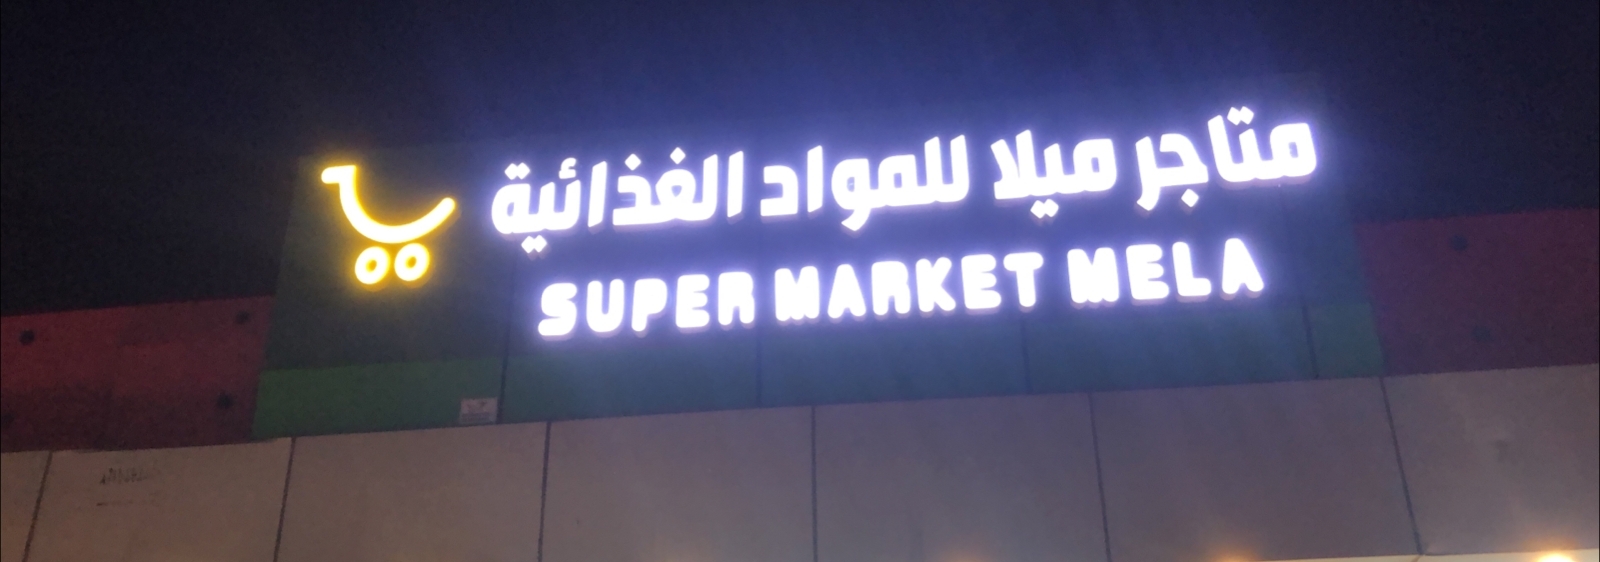 متاجر ميلا للمواد الغذائية
SUPER MARKET MELA